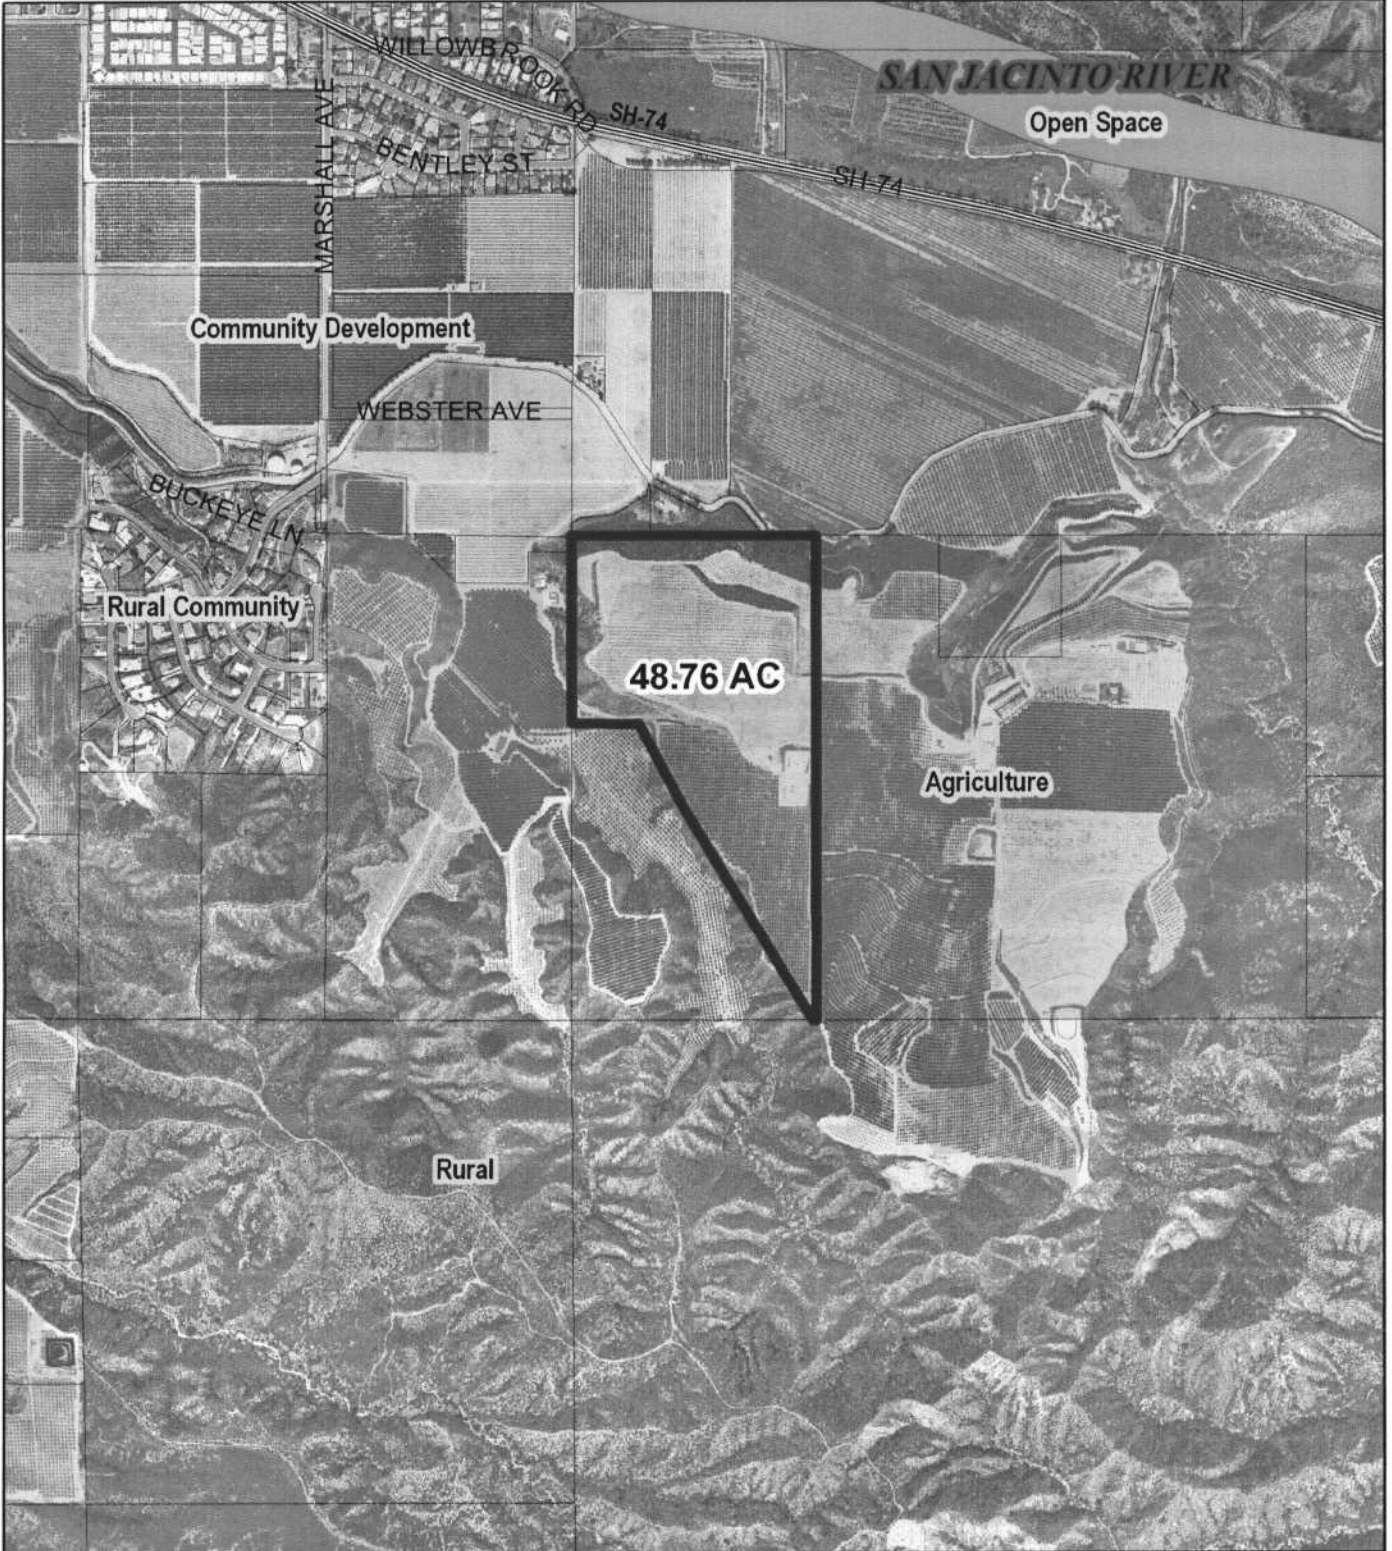 WILLOWBROOK RD.
SAN JACINTO RIVER
MARSHALL AVE
SH-74
Open Space
BENTLEY ST
SH-74
Community Development
WEBSTER AVE
BUCKEYE LN
Rural Community
48.76 AC
Agriculture
Rural